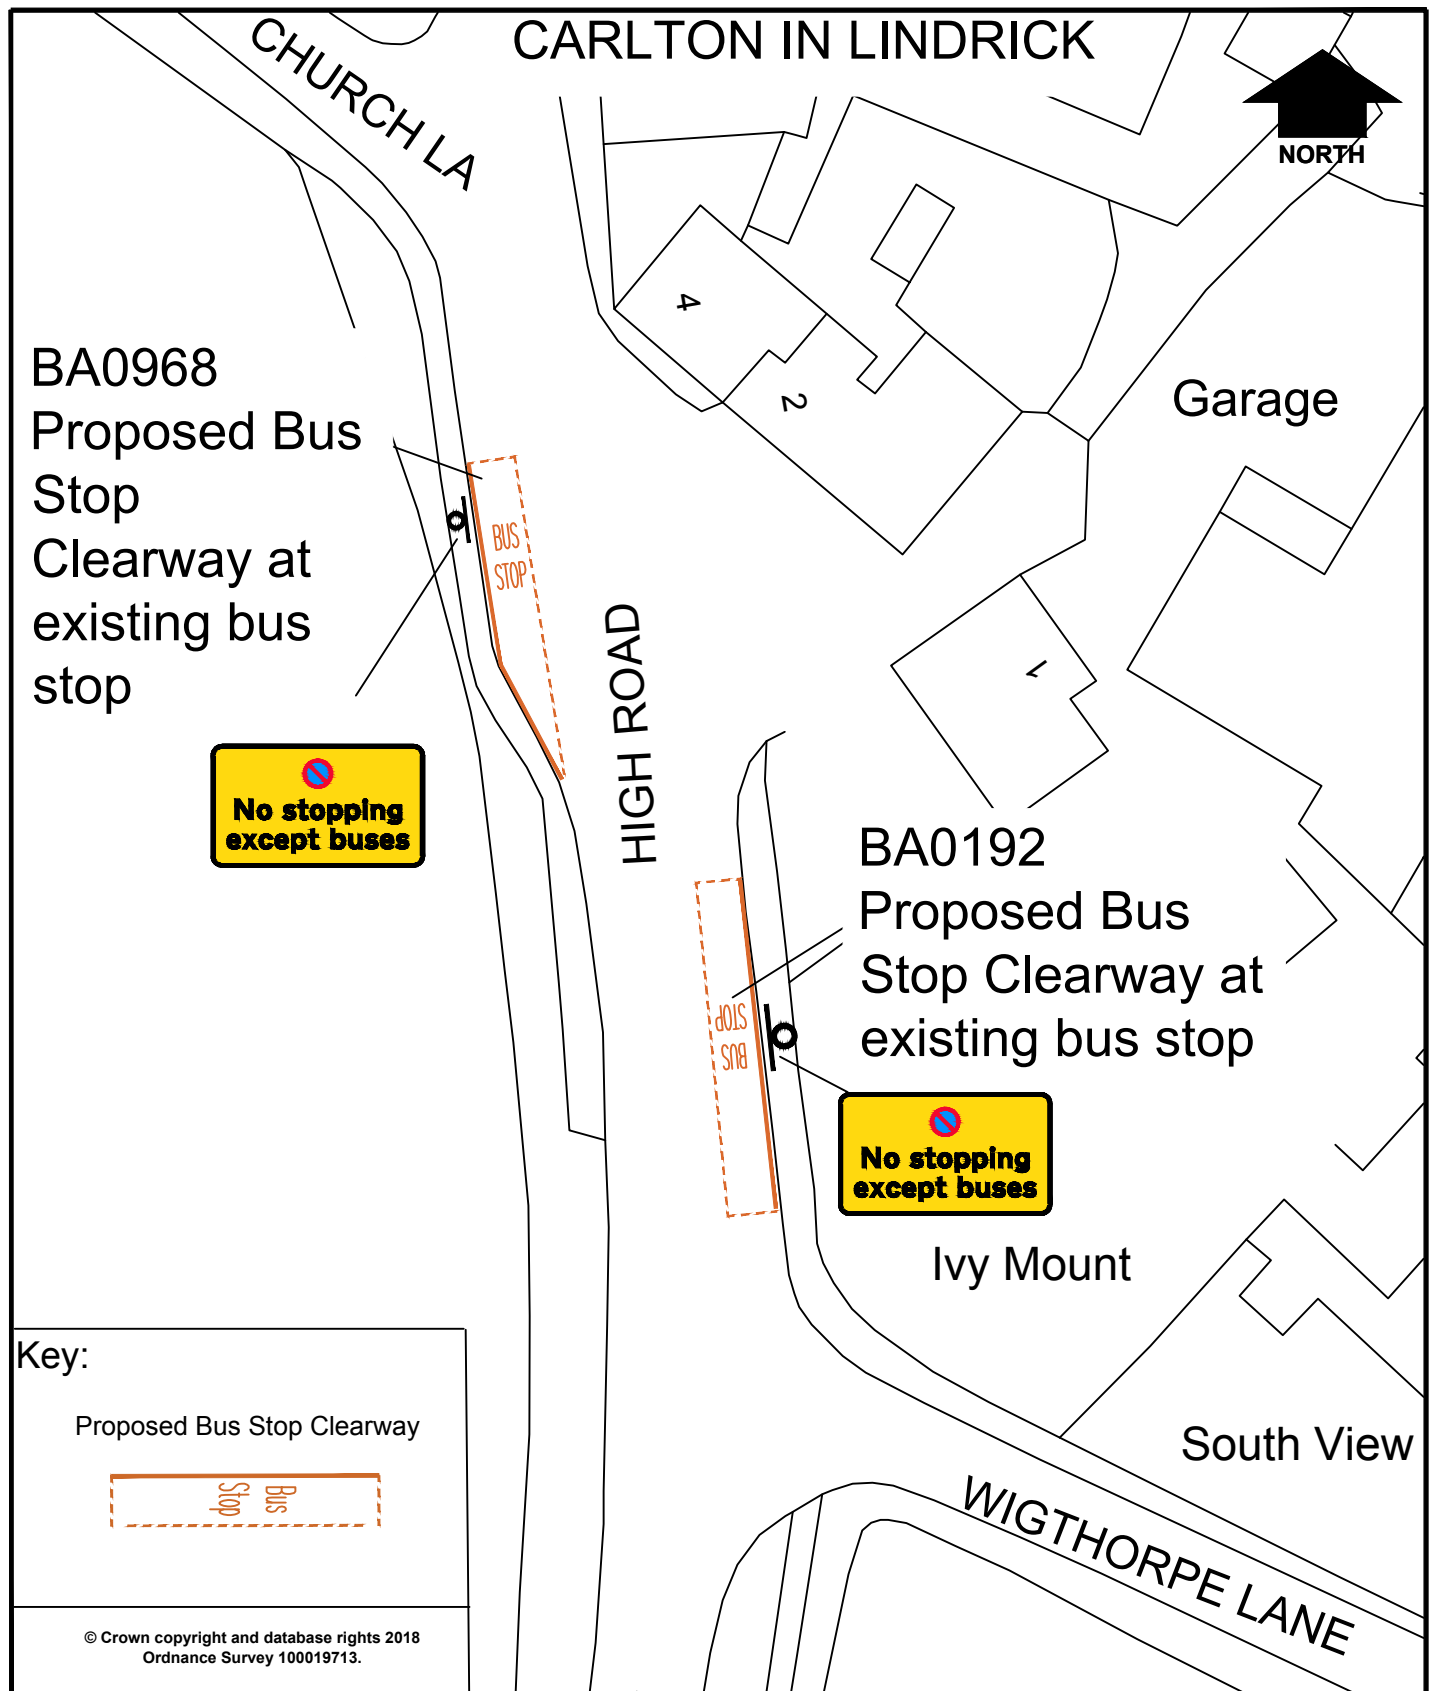 CARLTON IN LINDRICK
CHURCH LA
NORTH
4
2
Garage
BA0968
Proposed Bus
Stop
Clearway at
existing bus
stop
BUS
STOP
HIGH ROAD
1
No stopping
except buses
BA0192
Proposed Bus
Stop Clearway at
existing bus stop
BUS
STOP
No stopping
except buses
Ivy Mount
Key:
Proposed Bus Stop Clearway
Bus
Stop
South View
WIGTHORPE LANE
© Crown copyright and database rights 2018
Ordnance Survey 100019713.